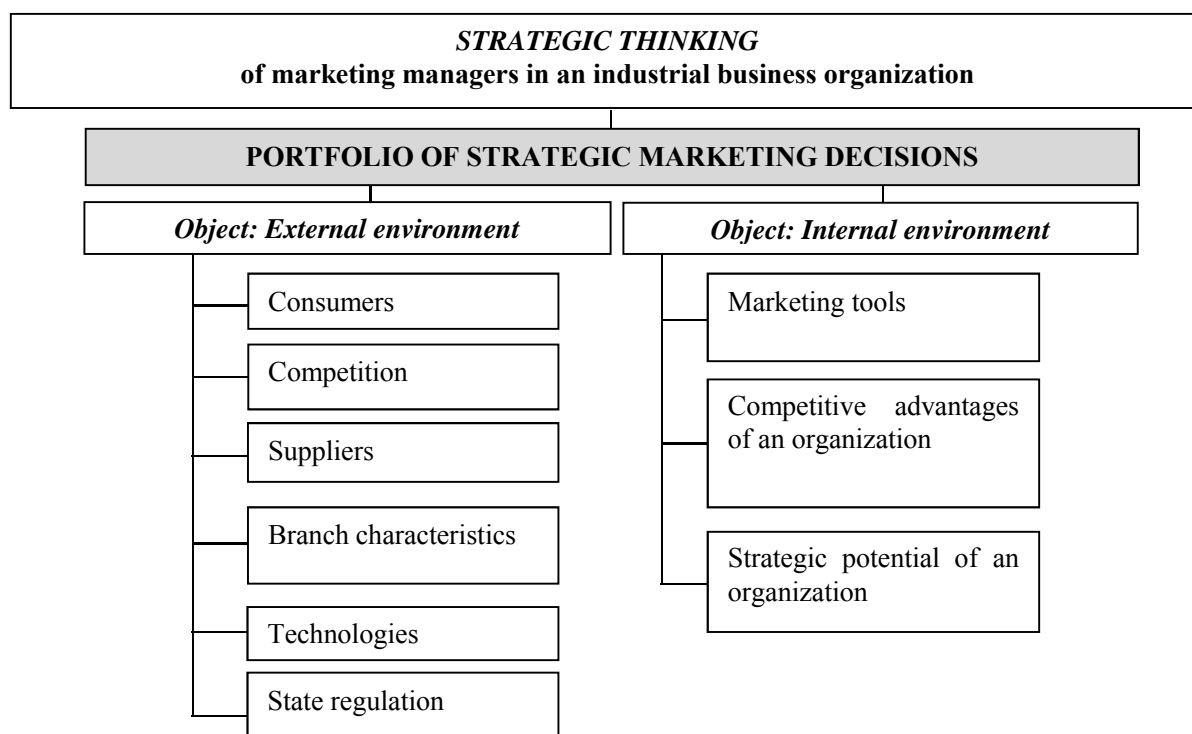 STRATEGIC THINKING
of marketing managers in an industrial business organization
PORTFOLIO OF STRATEGIC MARKETING DECISIONS
Object: External environment
Consumers
Competition
Suppliers
Branch characteristics
Technologies
State regulation
Object: Internal environment
Marketing tools
Competitive advantages
of an organization
Strategic potential of an
organization